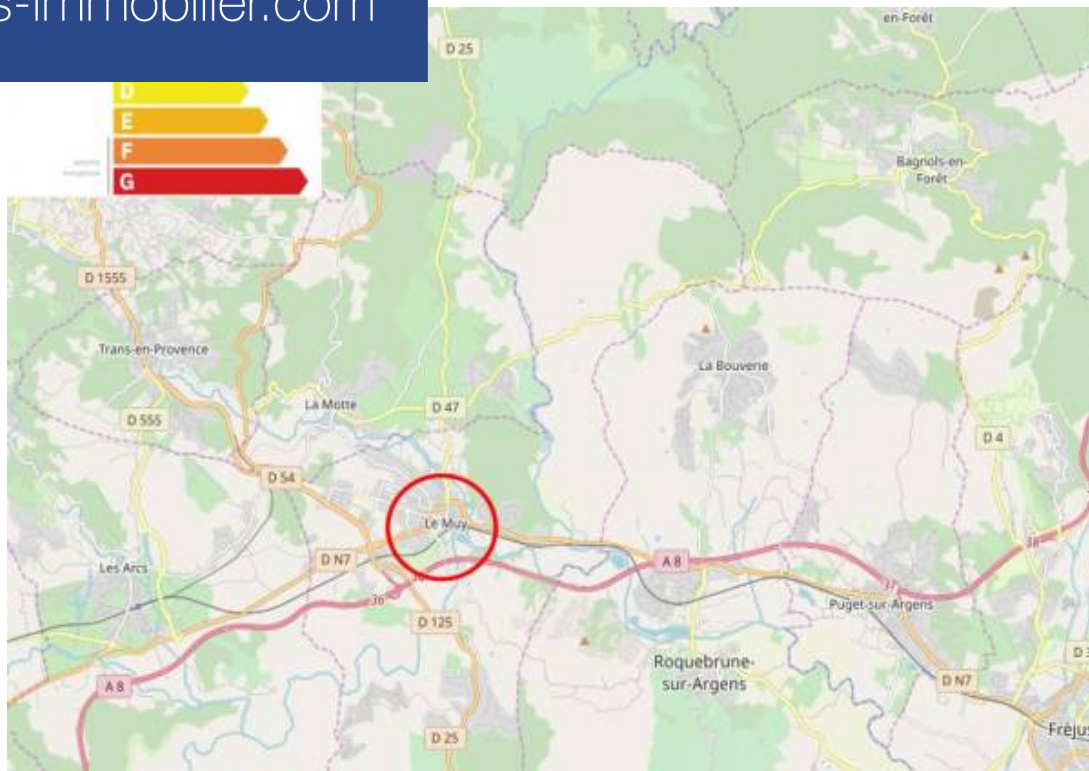 s-immobilier.com
en-Forêt
D 25
D
E
F
G
Bagnols-en-
Forêt
D 1555
Trans-en-Provence
La Bouverie
La Motte
D 47
D 555
D 4
D 54
Le Muy
D N7
A 8
38
Les Arcs
36
37
Puget-sur-Argens
D 125
Roquebrune-
sur-Argens
D N7
A 8
D 25
Fréjus